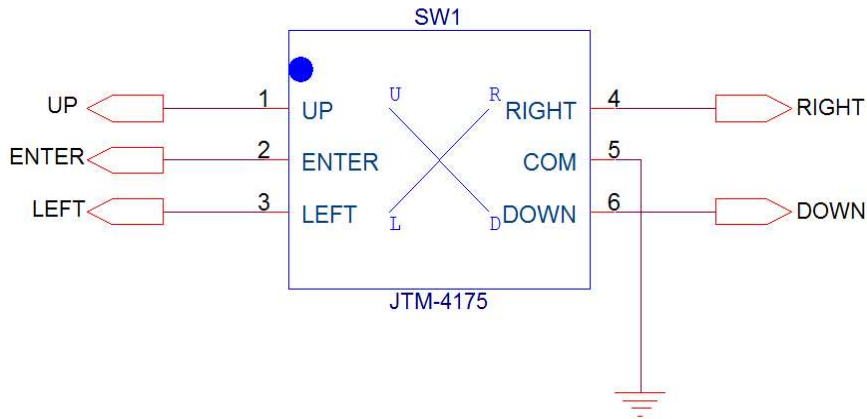 SW1
UP 1 UP U R RIGHT 4 RIGHT
ENTER 2 ENTER COM 5
LEFT 3 LEFT L D DOWN 6 DOWN
JTM-4175